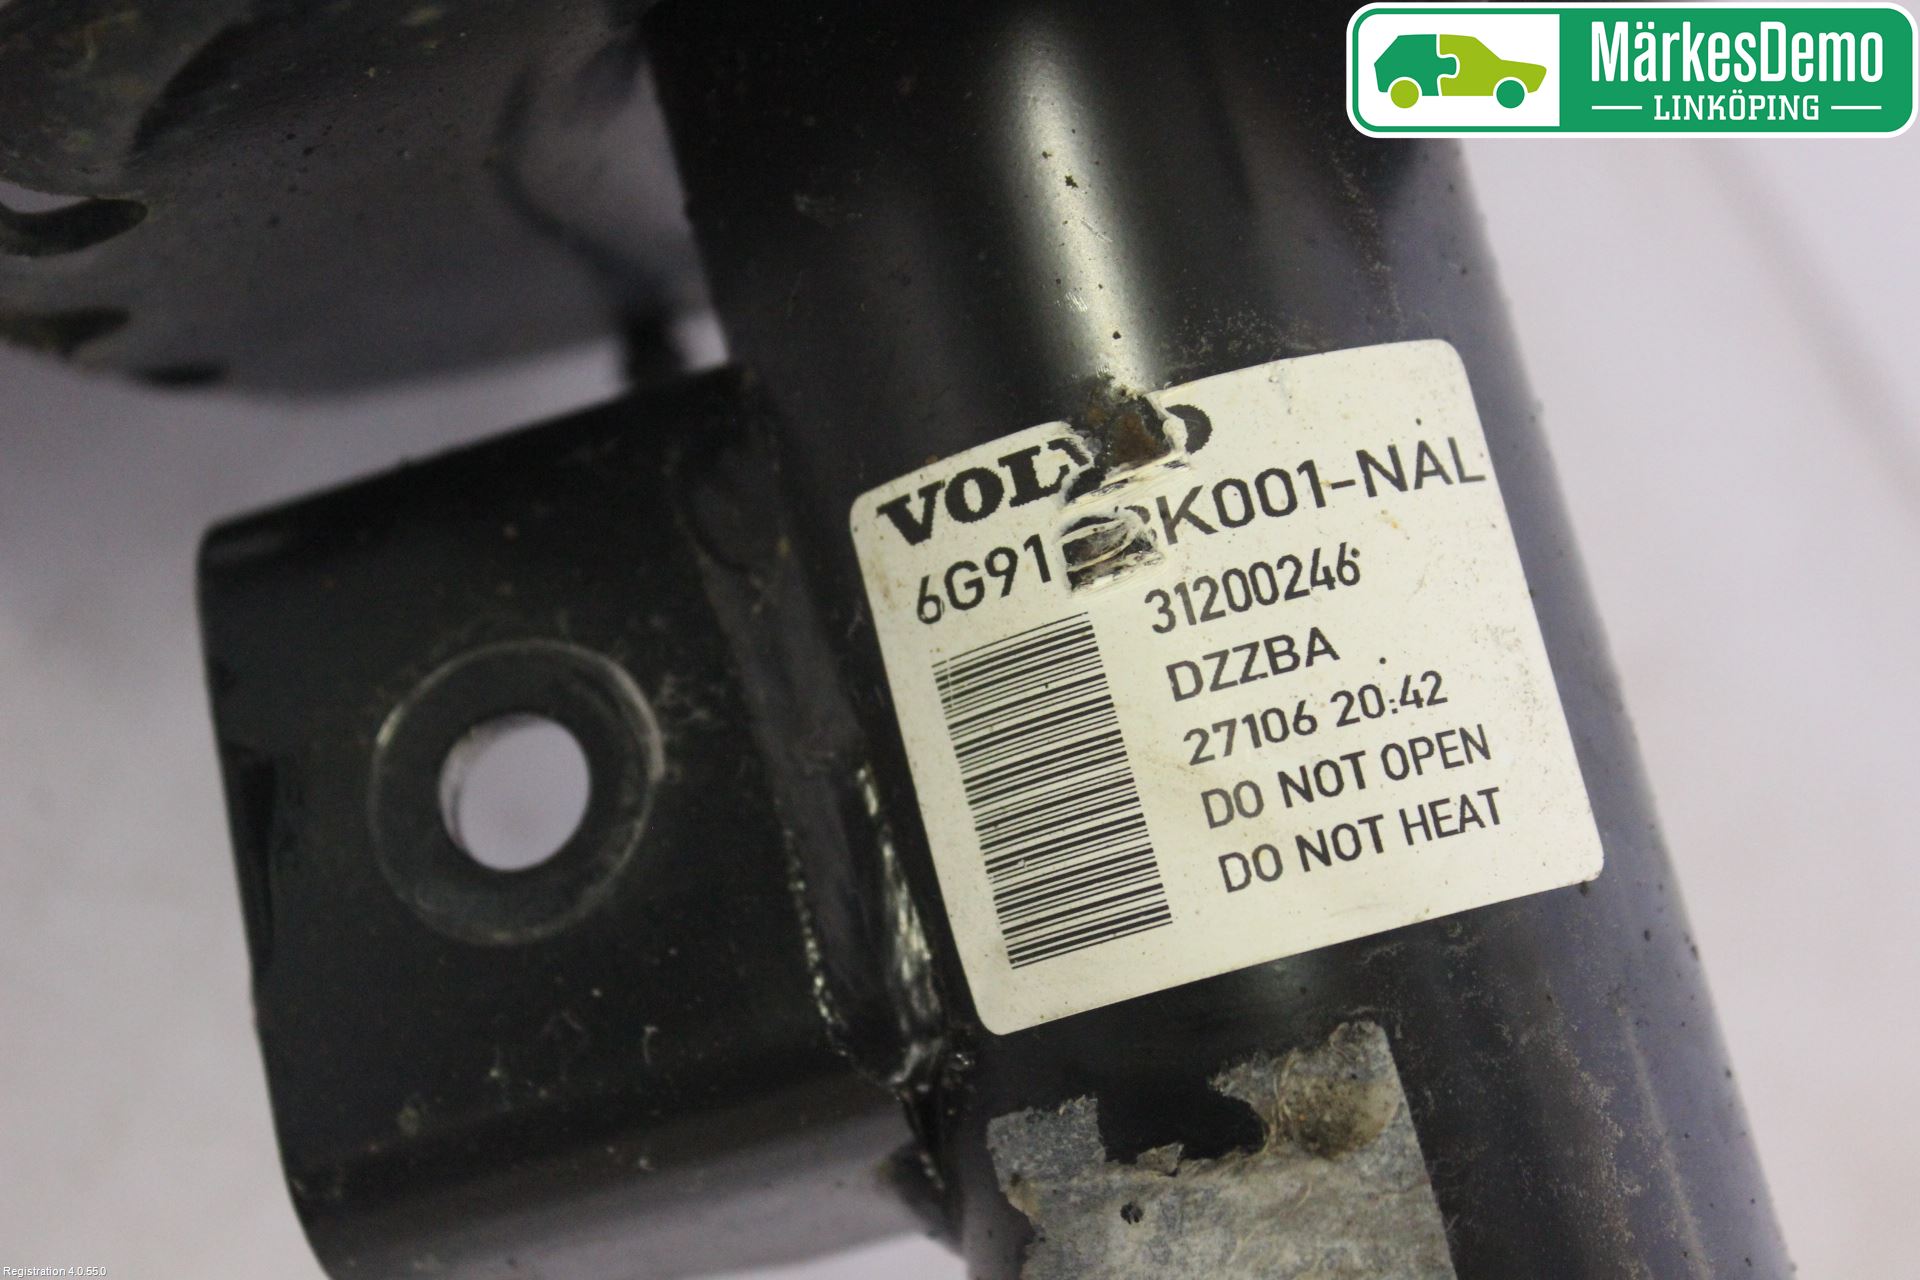 MärkesDemo
LINKÖPING
VOLVO
6G91 K001-NAL
31200246
DZZBA
27106 20:42
DO NOT OPEN
DO NOT HEAT
Registration 4.0.55.0